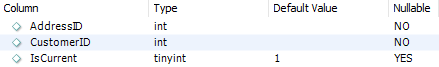 Column Type Default Value Nullable
AddressID int NO
CustomerID int NO
IsCurrent tinyint 1 YES